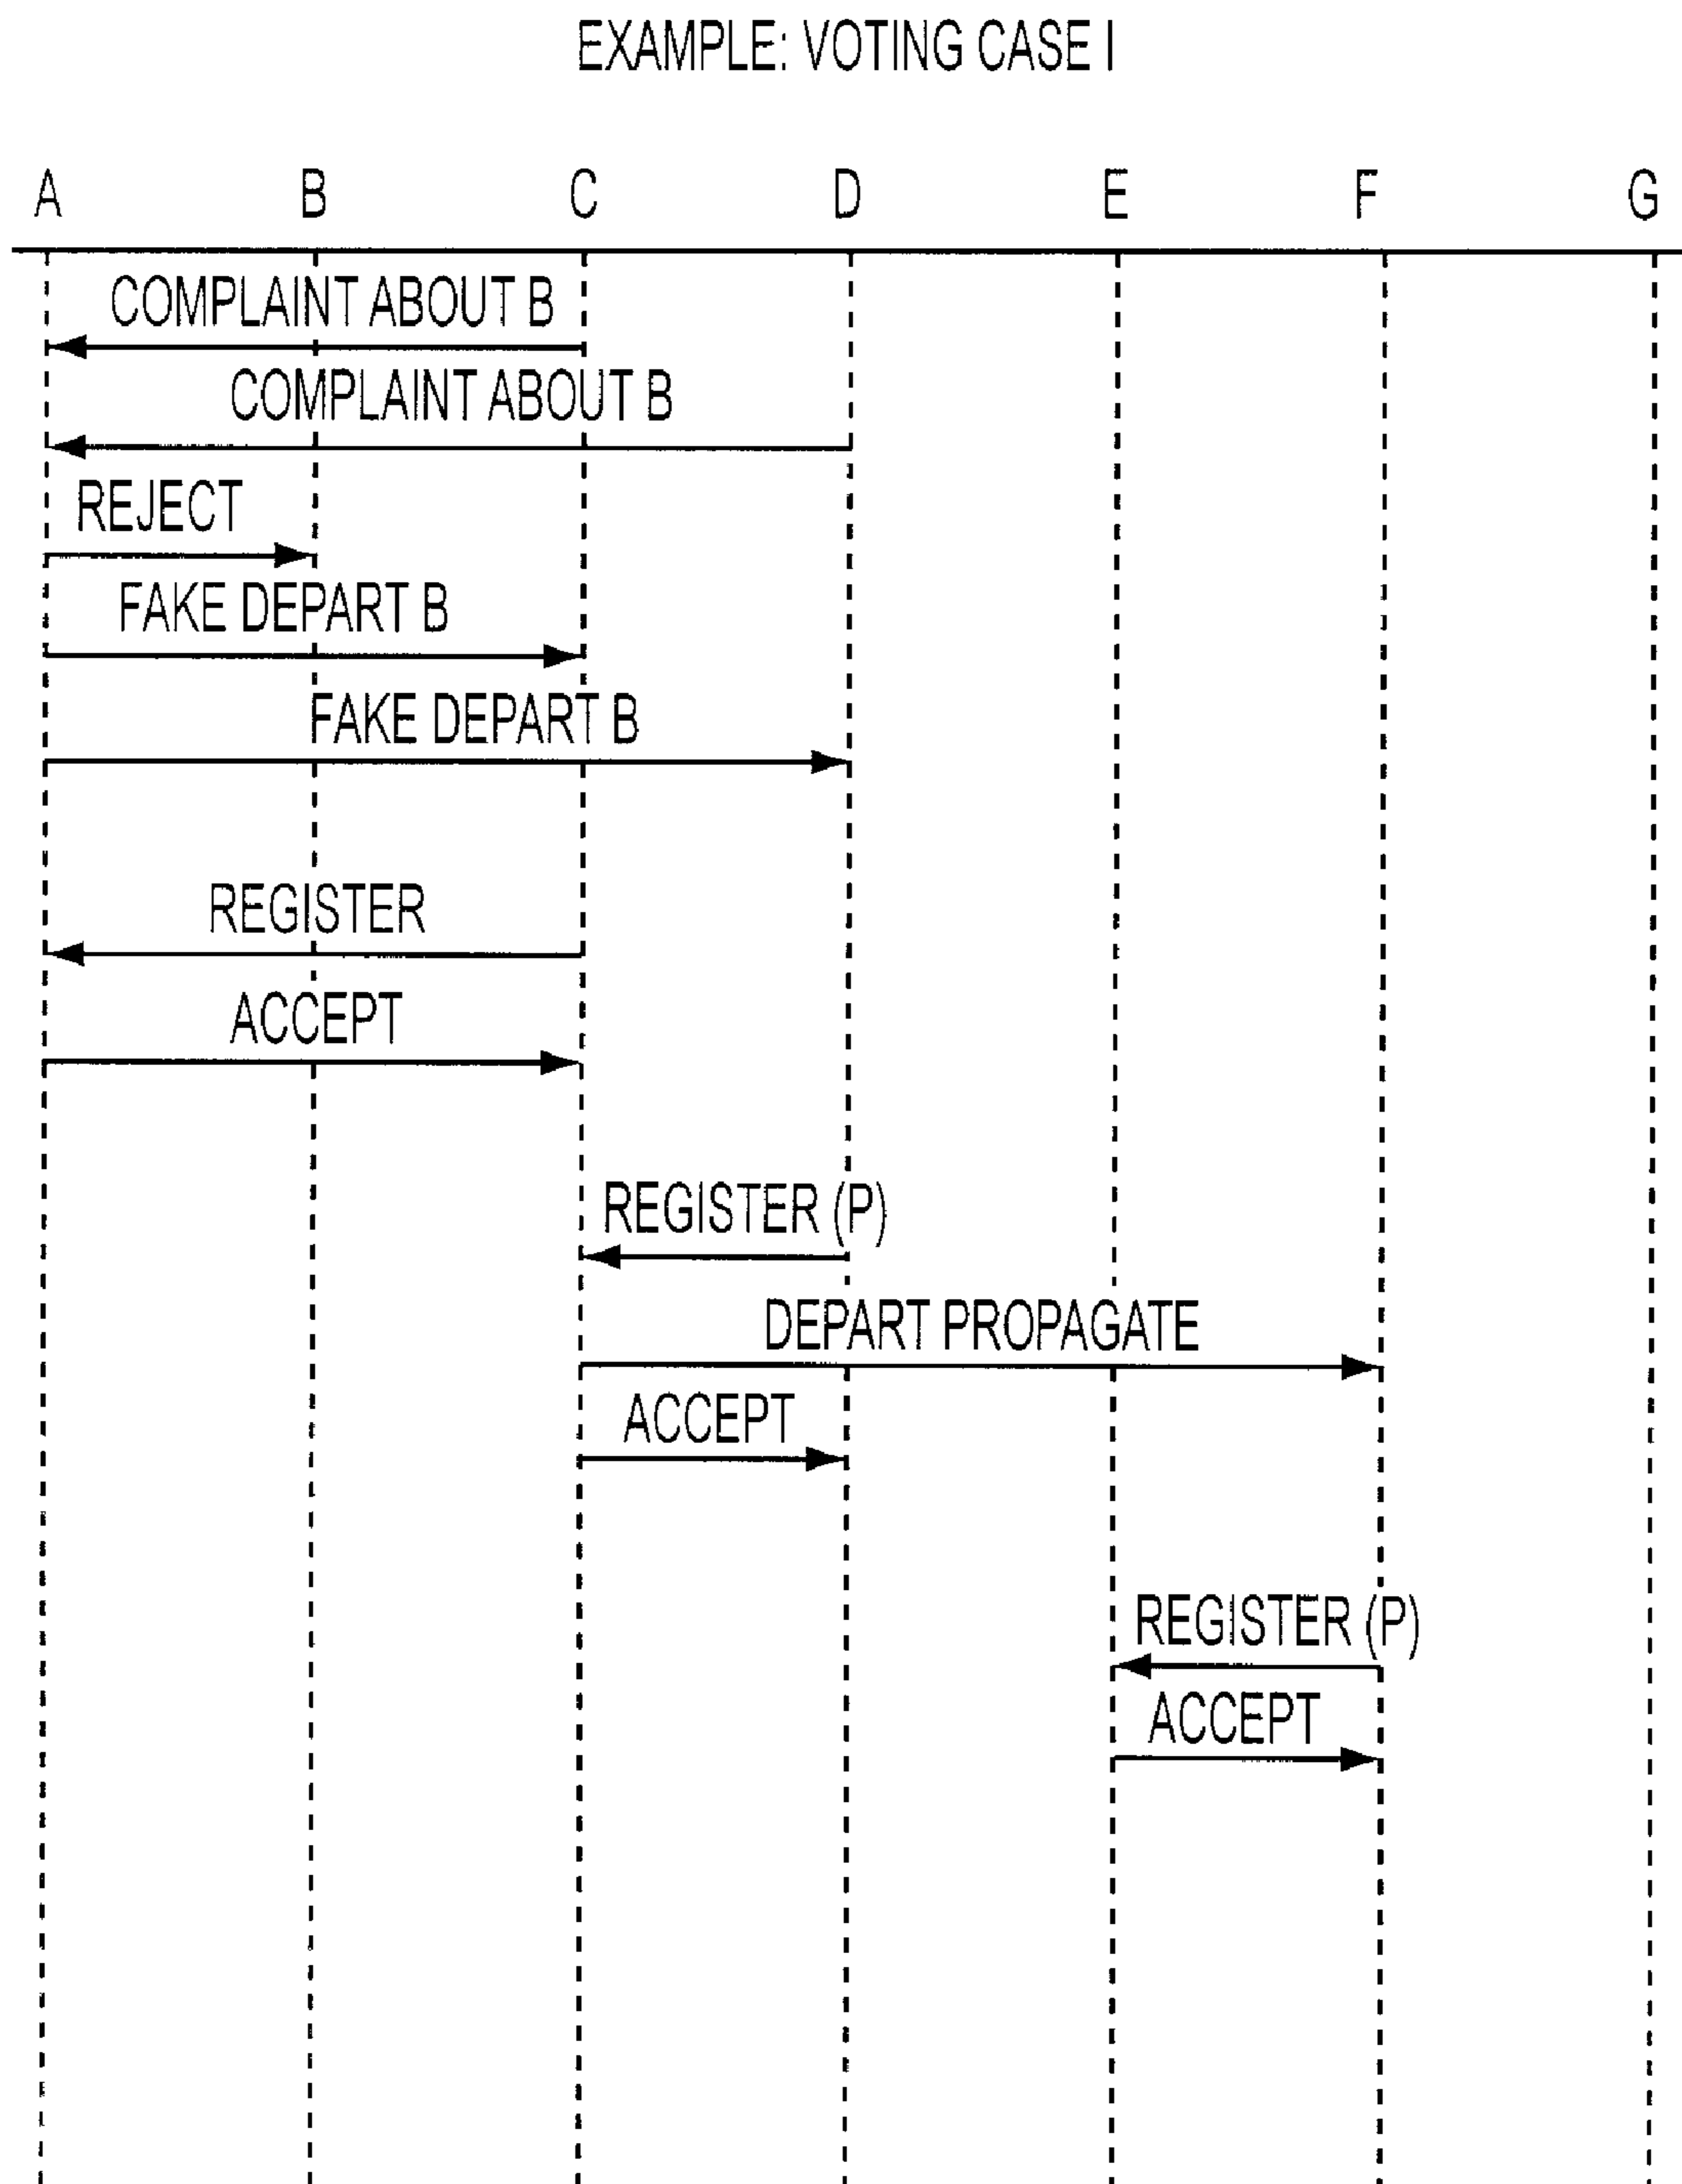 EXAMPLE: VOTING CASE I
A B C D E F G
COMPLAINT ABOUT B
COMPLAINT ABOUT B
REJECT
FAKE DEPART B
FAKE DEPART B
REGISTER
ACCEPT
REGISTER (P)
DEPART PROPAGATE
ACCEPT
REGISTER (P)
ACCEPT